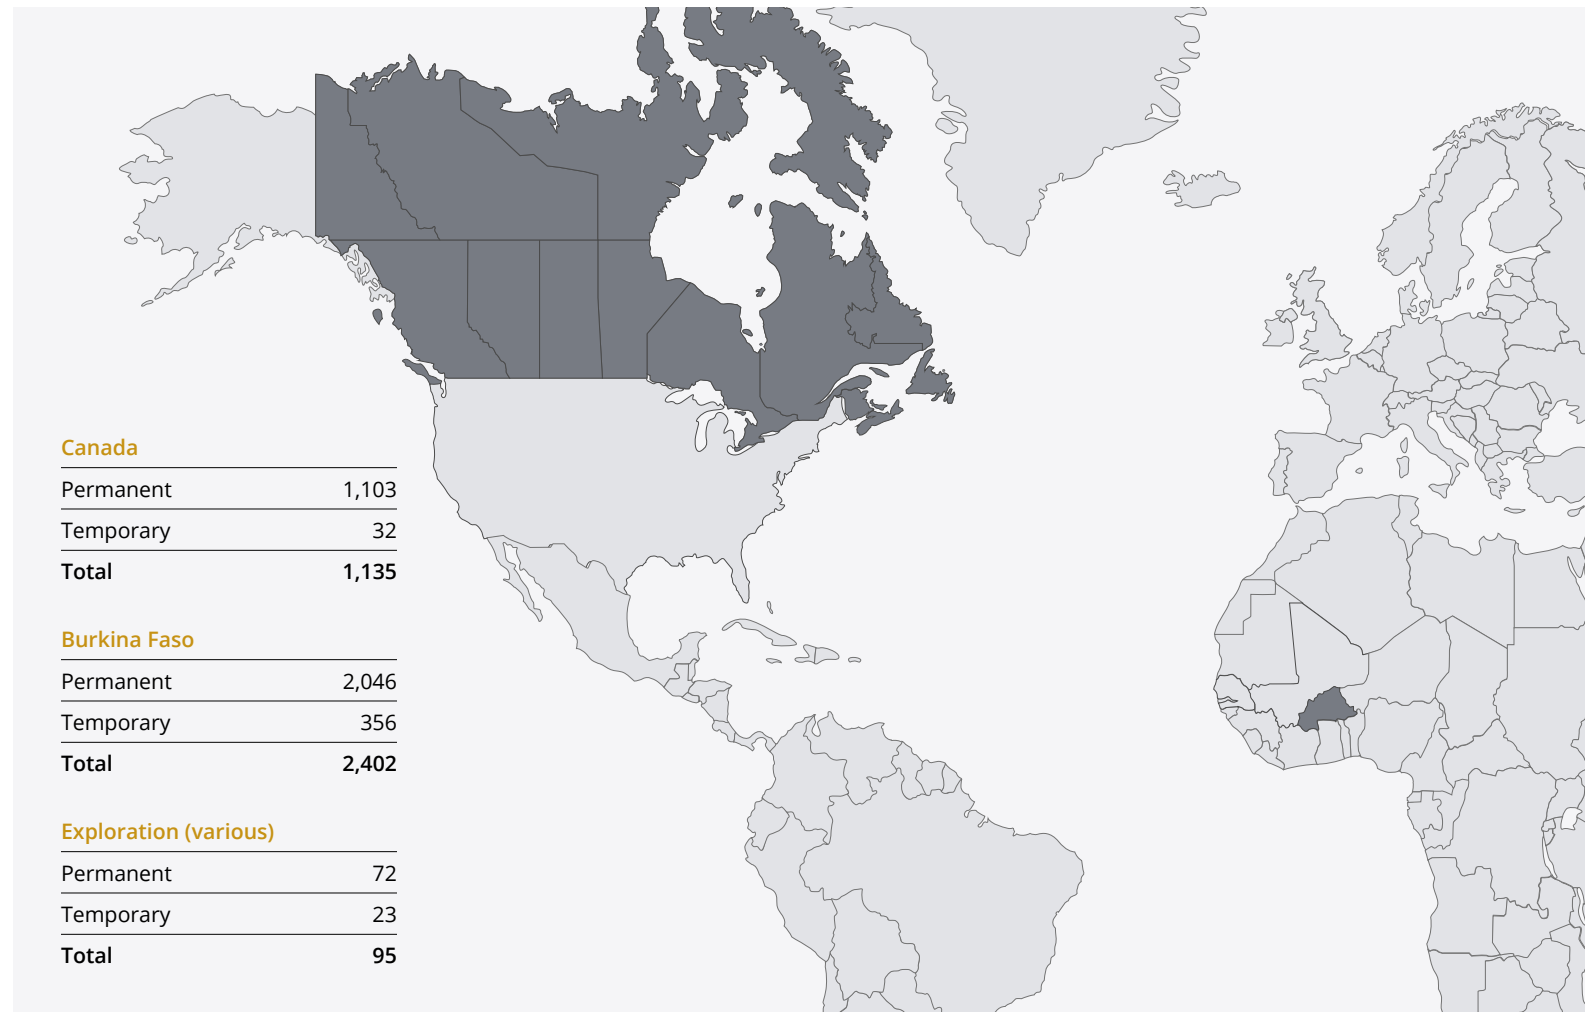 Canada
Permanent 1,103
Temporary 32
Total 1,135
Burkina Faso
Permanent 2,046
Temporary 356
Total 2,402
Exploration (various)
Permanent 72
Temporary 23
Total 95